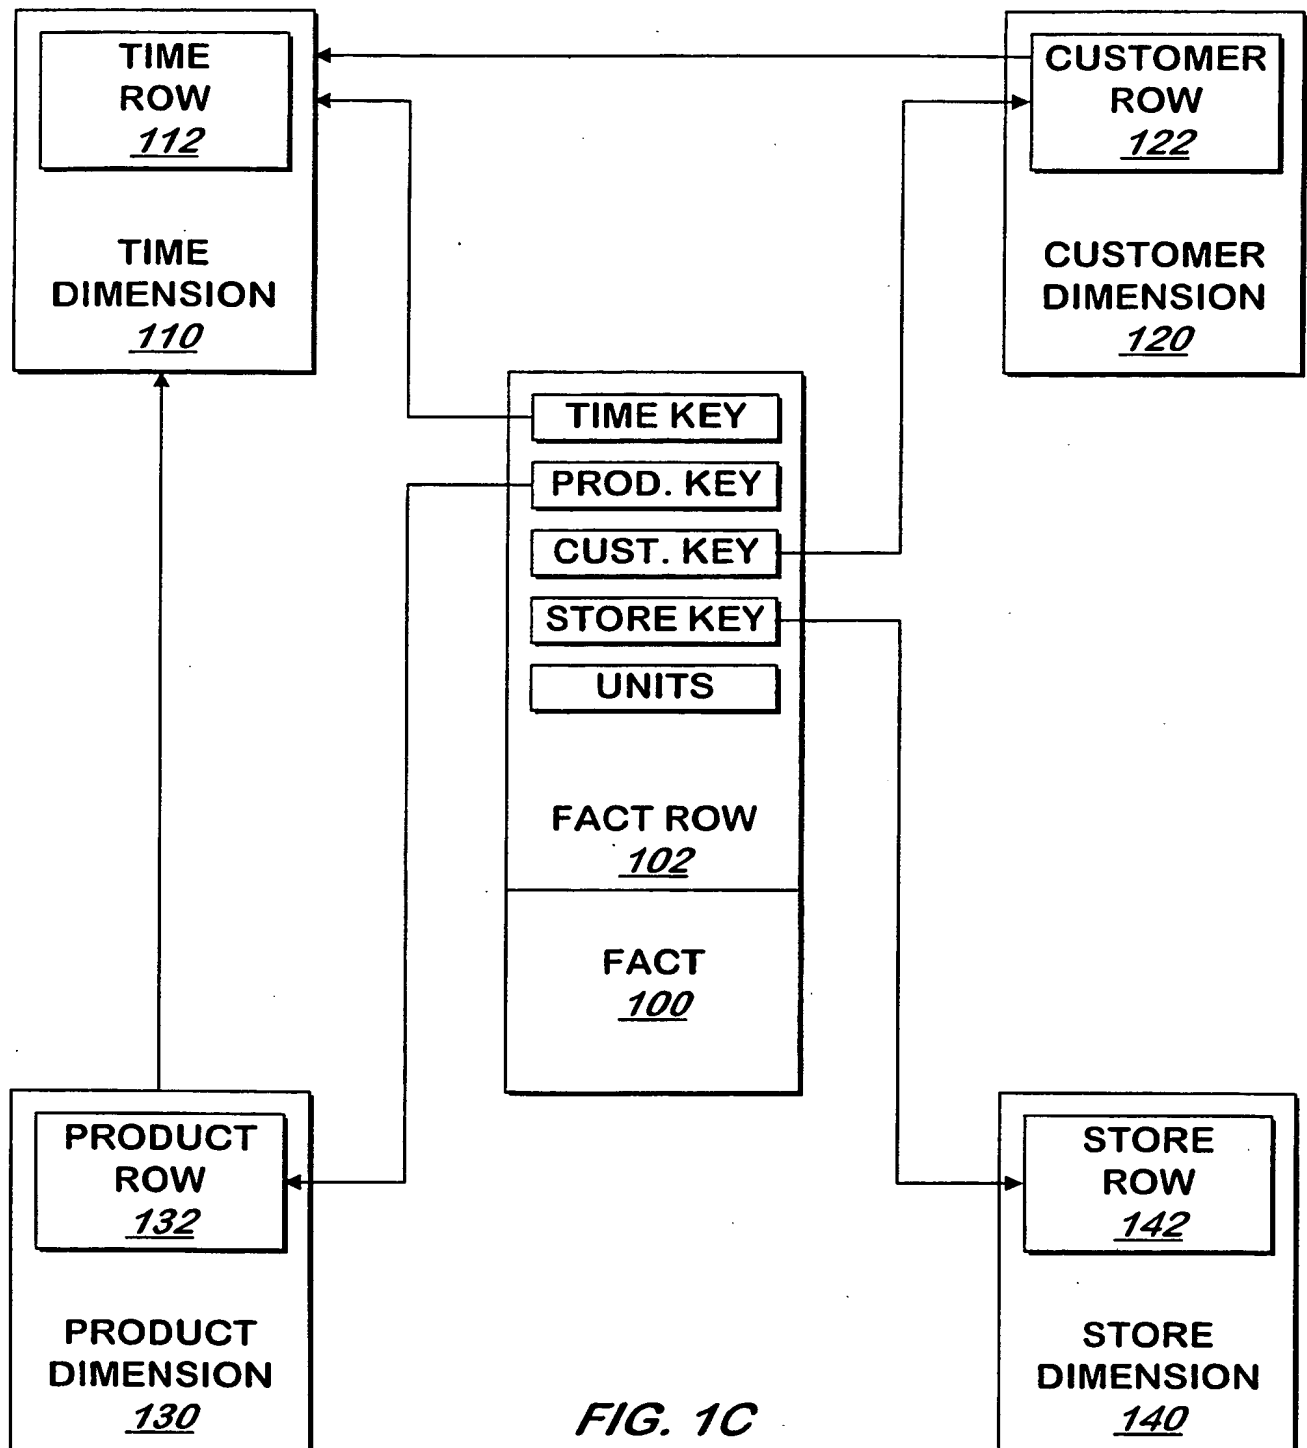 TIME
ROW
112
TIME
DIMENSION
110
CUSTOMER
ROW
122
CUSTOMER
DIMENSION
120
TIME KEY
PROD. KEY
CUST. KEY
STORE KEY
UNITS
FACT ROW
102
FACT
100
PRODUCT
ROW
132
PRODUCT
DIMENSION
130
STORE
ROW
142
STORE
DIMENSION
140
FIG. 1C